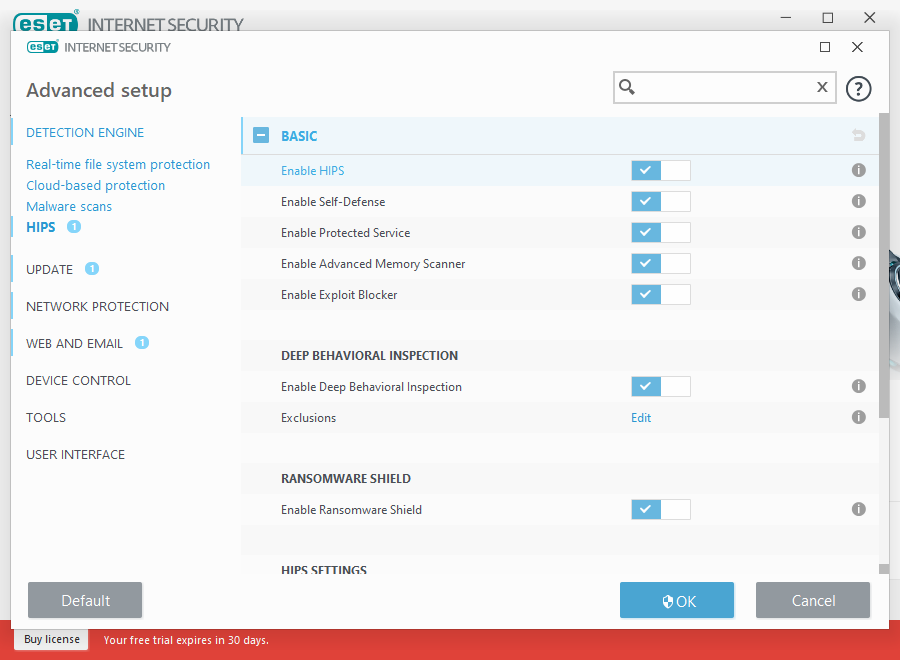 eset INTERNET SECURITY
eset INTERNET SECURITY
Advanced setup
x
?
DETECTION ENGINE
Real-time file system protection
Cloud-based protection
Malware scans
HIPS 1
UPDATE 1
NETWORK PROTECTION
WEB AND EMAIL 1
DEVICE CONTROL
TOOLS
USER INTERFACE
BASIC
Enable HIPS
Enable Self-Defense
Enable Protected Service
Enable Advanced Memory Scanner
Enable Exploit Blocker
DEEP BEHAVIORAL INSPECTION
Enable Deep Behavioral Inspection
Exclusions Edit
RANSOMWARE SHIELD
Enable Ransomware Shield
HIPS SETTINGS
Default OK Cancel
Buy license Your free trial expires in 30 days.